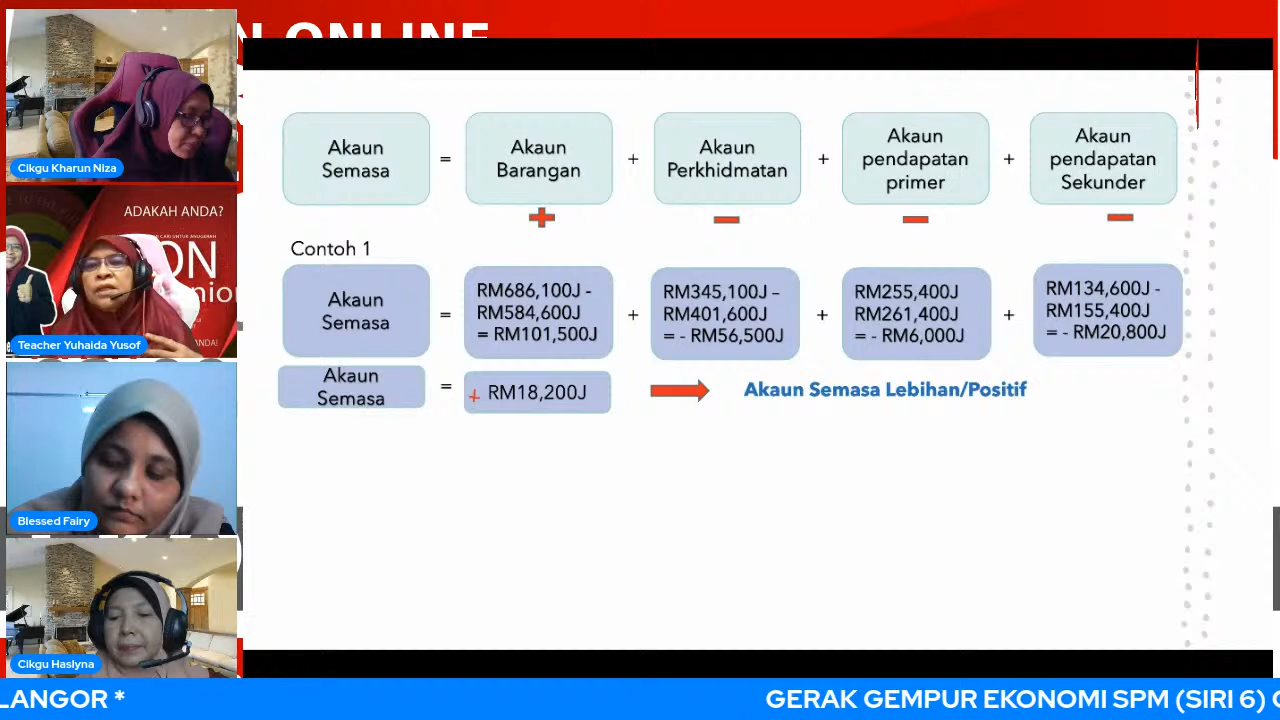 N ONLINE
Cikgu Kharun Niza
ADAKAH ANDA?
ON
nion
ANDA!
Teacher Yuhaida Yusof
Blessed Fairy
Cikgu Haslyna
Akaun
Semasa
=
Akaun
Barangan
+
Akaun
Perkhidmatan
+
Akaun
pendapatan
primer
+
Akaun
pendapatan
Sekunder
+
−
−
−
Contoh 1
Akaun
Semasa
=
RM686,100J -
RM584,600J
= RM101,500J
+
RM345,100J –
RM401,600J
= - RM56,500J
+
RM255,400J
RM261,400J
= - RM6,000J
+
RM134,600J -
RM155,400J
= - RM20,800J
Akaun
Semasa
=
+ RM18,200J
Akaun Semasa Lebihan/Positif
LANGOR *
GERAK GEMPUR EKONOMI SPM (SIRI 6)